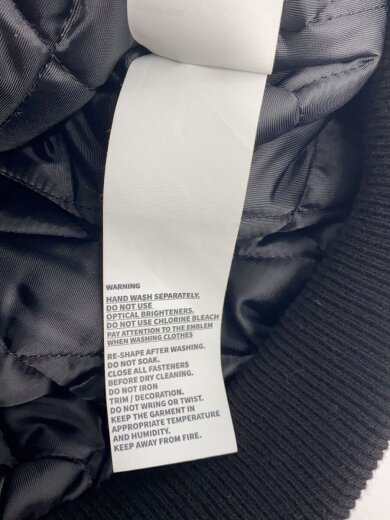 WARNING
HAND WASH SEPARATELY.
DO NOT USE
OPTICAL BRIGHTENERS.
DO NOT USE CHLORINE BLEACH
PAY ATTENTION TO THE EMBLEM
WHEN WASHING CLOTHES
RE-SHAPE AFTER WASHING.
DO NOT SOAK.
CLOSE ALL FASTENERS
BEFORE DRY CLEANING.
DO NOT IRON
TRIM / DECORATION.
DO NOT WRING OR TWIST.
KEEP THE GARMENT IN
APPROPRIATE TEMPERATURE
AND HUMIDITY.
KEEP AWAY FROM FIRE.